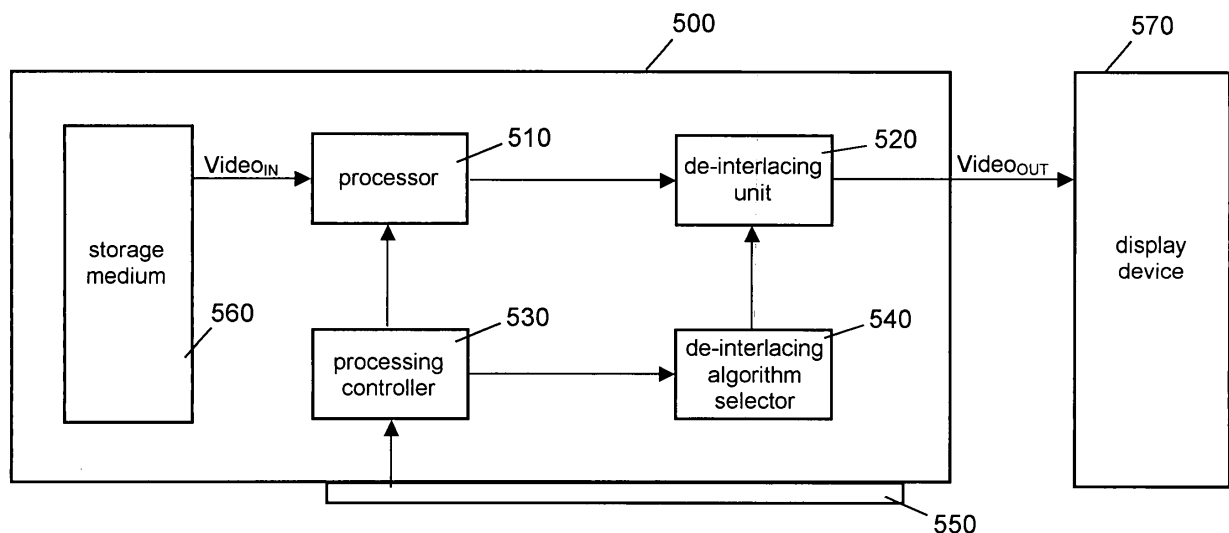 500
570
510
520
Video_IN
processor
de-interlacing
unit
Video_OUT
storage
medium
display
device
560
530
540
processing
controller
de-interlacing
algorithm
selector
550